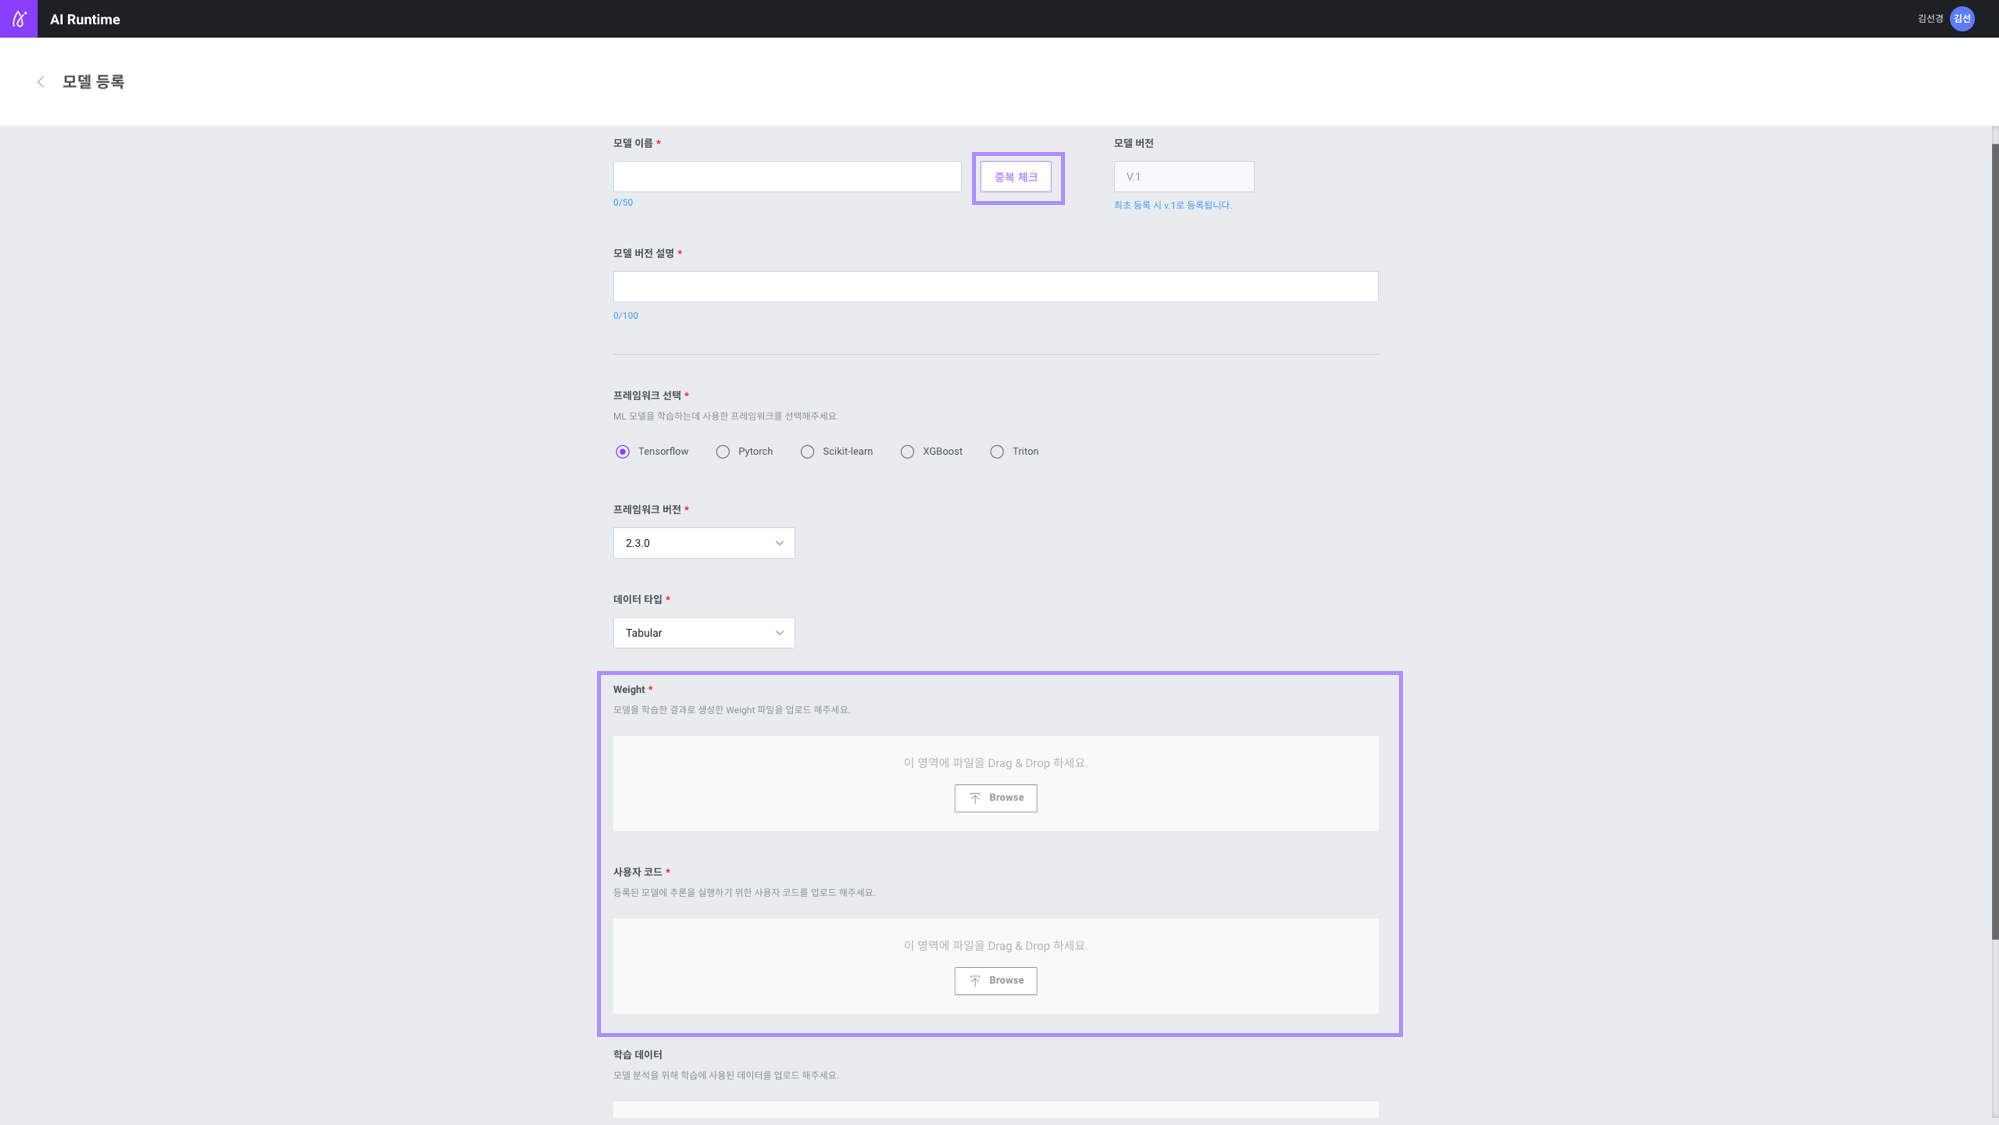 AI Runtime
김선경
김선
모델 등록
모델 이름 *
중복 체크
0/50
모델 버전
V.1
최초 등록 시 v.1로 등록됩니다.
모델 버전 설명 *
0/100
프레임워크 선택 *
ML 모델을 학습하는데 사용한 프레임워크를 선택해주세요.
Tensorflow Pytorch Scikit-learn XGBoost Triton
프레임워크 버전 *
2.3.0
데이터 타입 *
Tabular
Weight *
모델을 학습한 결과로 생성한 Weight 파일을 업로드 해주세요.
이 영역에 파일을 Drag & Drop 하세요.
Browse
사용자 코드 *
등록된 모델에 추론을 실행하기 위한 사용자 코드를 업로드 해주세요.
이 영역에 파일을 Drag & Drop 하세요.
Browse
학습 데이터
모델 분석을 위해 학습에 사용된 데이터를 업로드 해주세요.